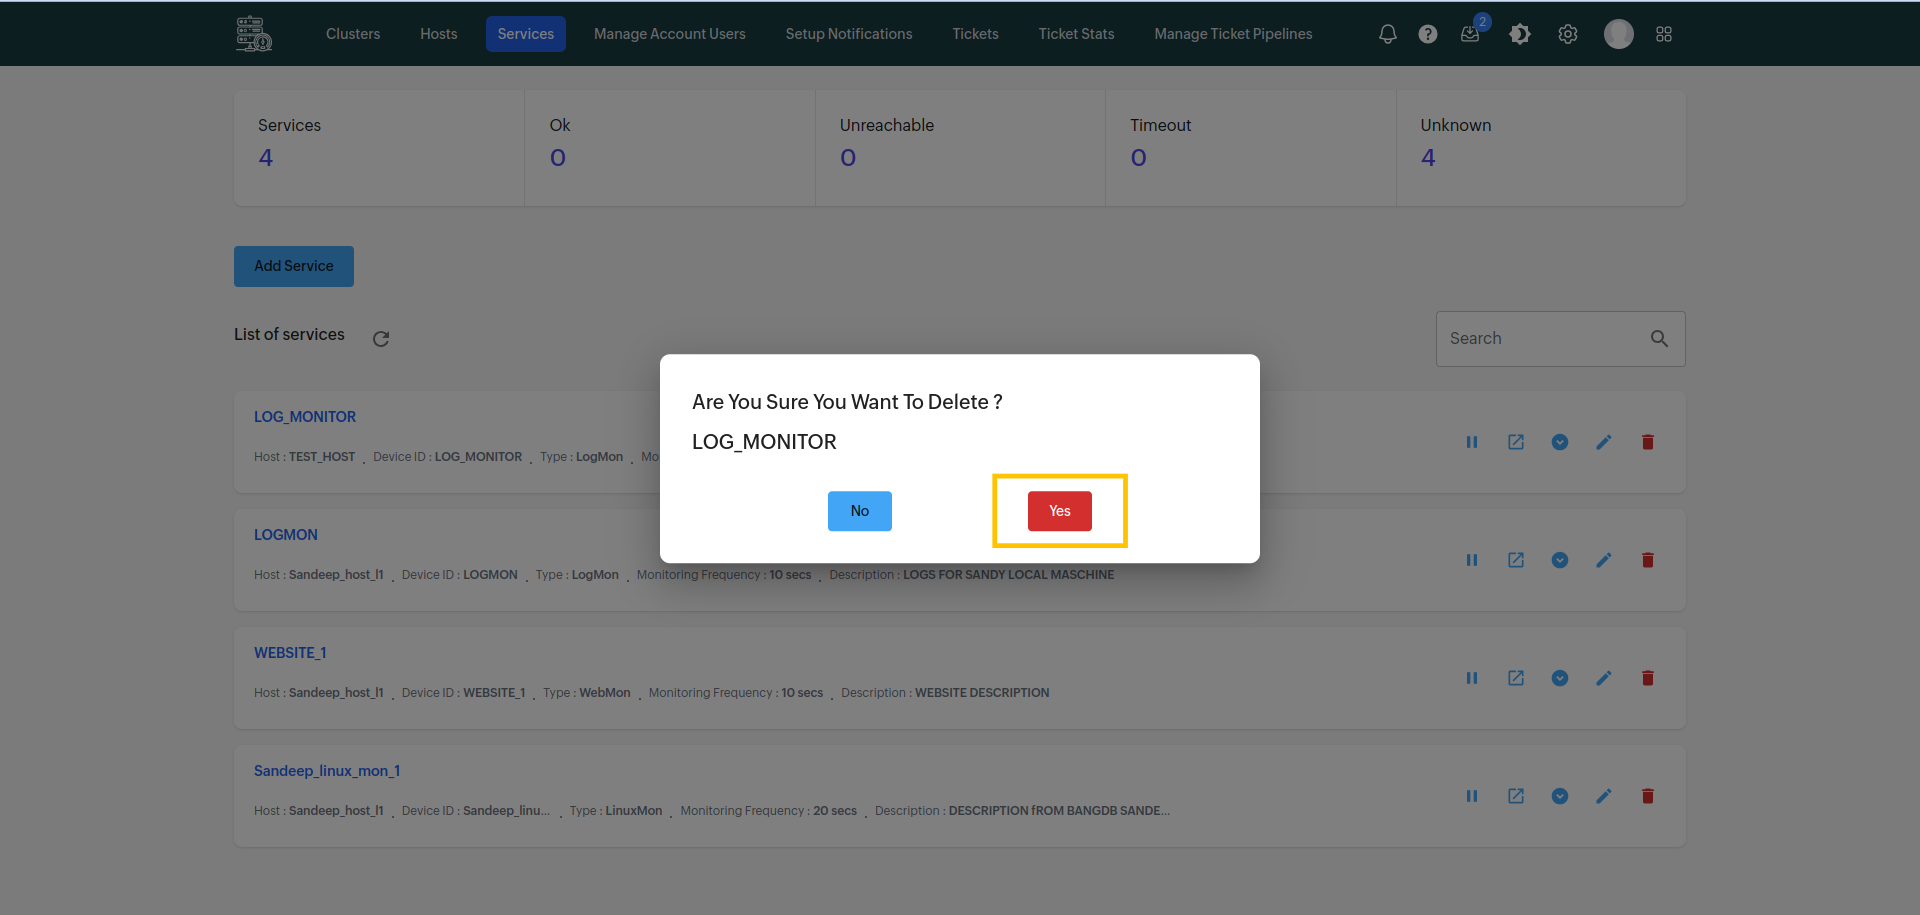 Clusters Hosts Services Manage Account Users Setup Notifications Tickets Ticket Stats Manage Ticket Pipelines ? 2
Services Ok Unreachable Timeout Unknown
4 0 0 0 4
Add Service
List of services
Search
Are You Sure You Want To Delete ?
LOG_MONITOR
No Yes
LOG_MONITOR
Host : TEST_HOST . Device ID : LOG_MONITOR . Type : LogMon . Mo
LOGMON
Host : Sandeep_host_l1 . Device ID : LOGMON . Type : LogMon . Monitoring Frequency : 10 secs . Description : LOGS FOR SANDY LOCAL MASCHINE
WEBSITE_1
Host : Sandeep_host_l1 . Device ID : WEBSITE_1 . Type : WebMon . Monitoring Frequency : 10 secs . Description : WEBSITE DESCRIPTION
Sandeep_linux_mon_1
Host : Sandeep_host_l1 . Device ID : Sandeep_linu... . Type : LinuxMon . Monitoring Frequency : 20 secs . Description : DESCRIPTION fROM BANGDB SANDE...